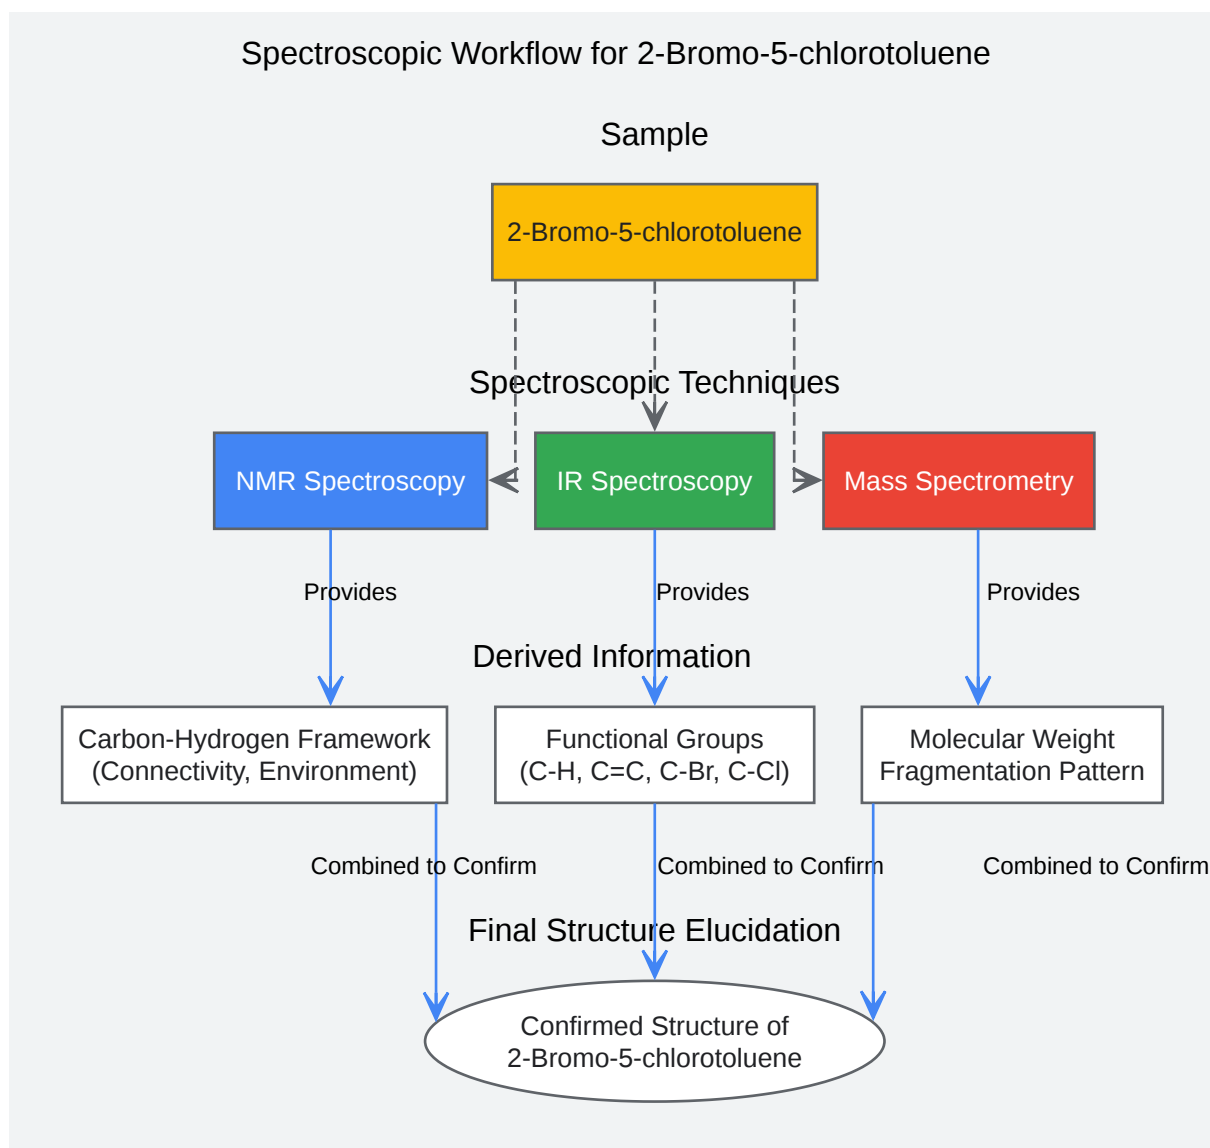 Spectroscopic Workflow for 2-Bromo-5-chlorotoluene
Sample
2-Bromo-5-chlorotoluene
Spectroscopic Techniques
NMR Spectroscopy
IR Spectroscopy
Mass Spectrometry
Provides
Provides
Provides
Derived Information
Carbon-Hydrogen Framework
(Connectivity, Environment)
Functional Groups
(C-H, C=C, C-Br, C-Cl)
Molecular Weight
Fragmentation Pattern
Combined to Confirm
Combined to Confirm
Combined to Confirm
Final Structure Elucidation
Confirmed Structure of
2-Bromo-5-chlorotoluene